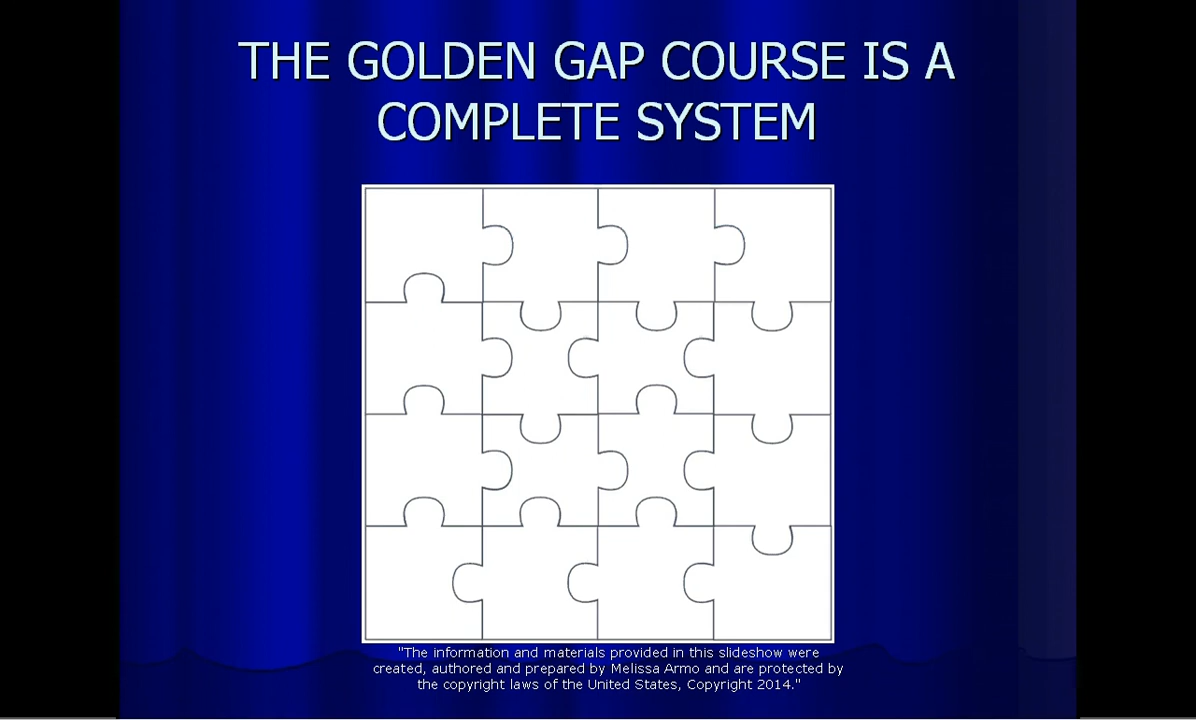 THE GOLDEN GAP COURSE IS A
COMPLETE SYSTEM
"The information and materials provided in this slideshow were
created, authored and prepared by Melissa Armo and are protected by
the copyright laws of the United States, Copyright 2014."